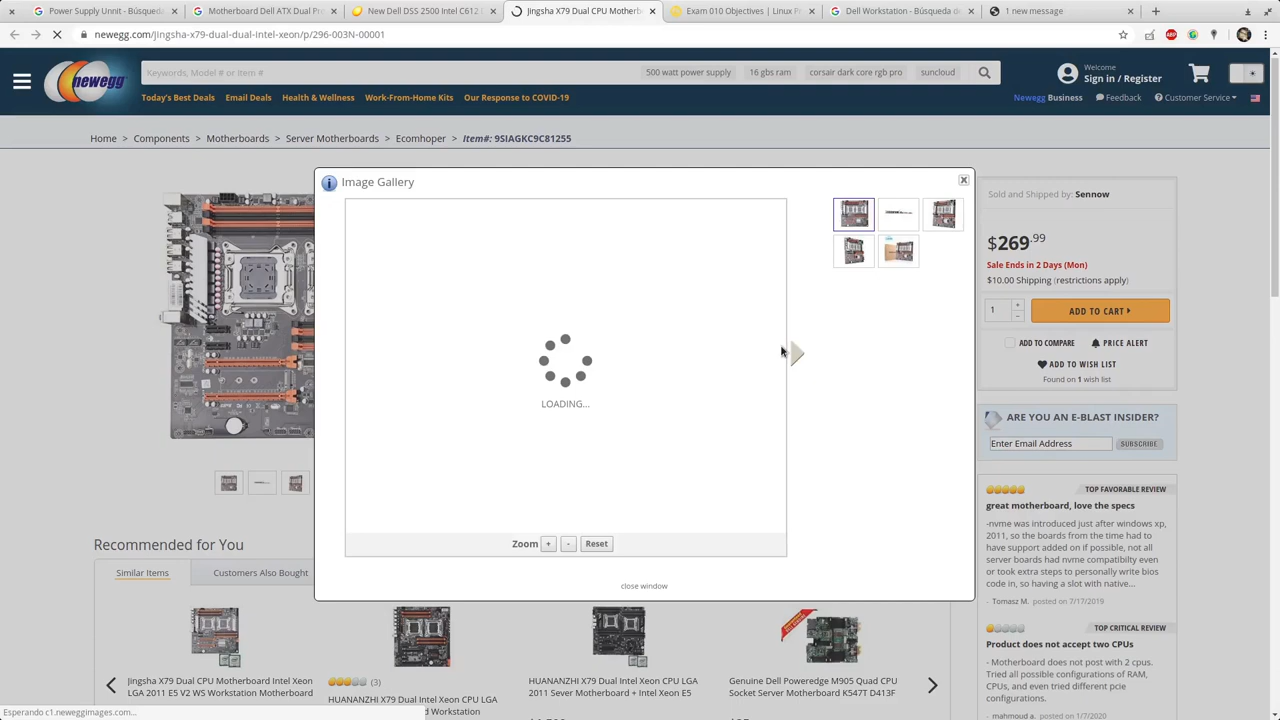 Power Supply Unnit - Búsqueda
Motherboard Dell ATX Dual Pro
New Dell DSS 2500 Intel C612 L
Jingsha X79 Dual CPU Motherb
Exam 010 Objectives | Linux Pr
Dell Workstation - Búsqueda de
1 new message
newegg.com/jingsha-x79-dual-dual-intel-xeon/p/296-003N-00001
newegg
Keywords, Model # or Item #
500 watt power supply
16 gbs ram
corsair dark core rgb pro
suncloud
Welcome
Sign in / Register
Today's Best Deals
Email Deals
Health & Wellness
Work-From-Home Kits
Our Response to COVID-19
Newegg Business
Feedback
Customer Service
Home > Components > Motherboards > Server Motherboards > Ecomhoper > Item#: 9SIAGKC9C81255
Image Gallery
LOADING...
Zoom + - Reset
close window
Sold and Shipped by: Sennow
$269.99
Sale Ends in 2 Days (Mon)
$10.00 Shipping (restrictions apply)
1
ADD TO CART
ADD TO COMPARE
PRICE ALERT
ADD TO WISH LIST
Found on 1 wish list
ARE YOU AN E-BLAST INSIDER?
Enter Email Address
SUBSCRIBE
TOP FAVORABLE REVIEW
great motherboard, love the specs
-nvme was introduced just after windows xp,
2011, so the boards from the time had to
have support added on if possible, not all
server boards had nvme compatibilty even
or took extra steps to personally write bios
code in, so having a slot with native...
- Tomasz M. posted on 7/17/2019
TOP CRITICAL REVIEW
Product does not accept two CPUs
- Motherboard does not post with 2 cpus.
Tried all possible configurations of RAM,
CPUs, and even tried different pcie
configurations.
- mahmoud a. posted on 1/7/2020
Recommended for You
Similar Items
Customers Also Bought
Jingsha X79 Dual CPU Motherboard Intel Xeon
LGA 2011 E5 V2 WS Workstation Motherboard
(3)
HUANANZHI X79 Dual Intel Xeon CPU LGA
HUANANZHI X79 Dual CPU Motherboard
2011 Sever Motherboard + Intel Xeon E5
Genuine Dell Poweredge M905 Quad CPU
Socket Server Motherboard K547T D413F
Esperando c1.neweggimages.com...